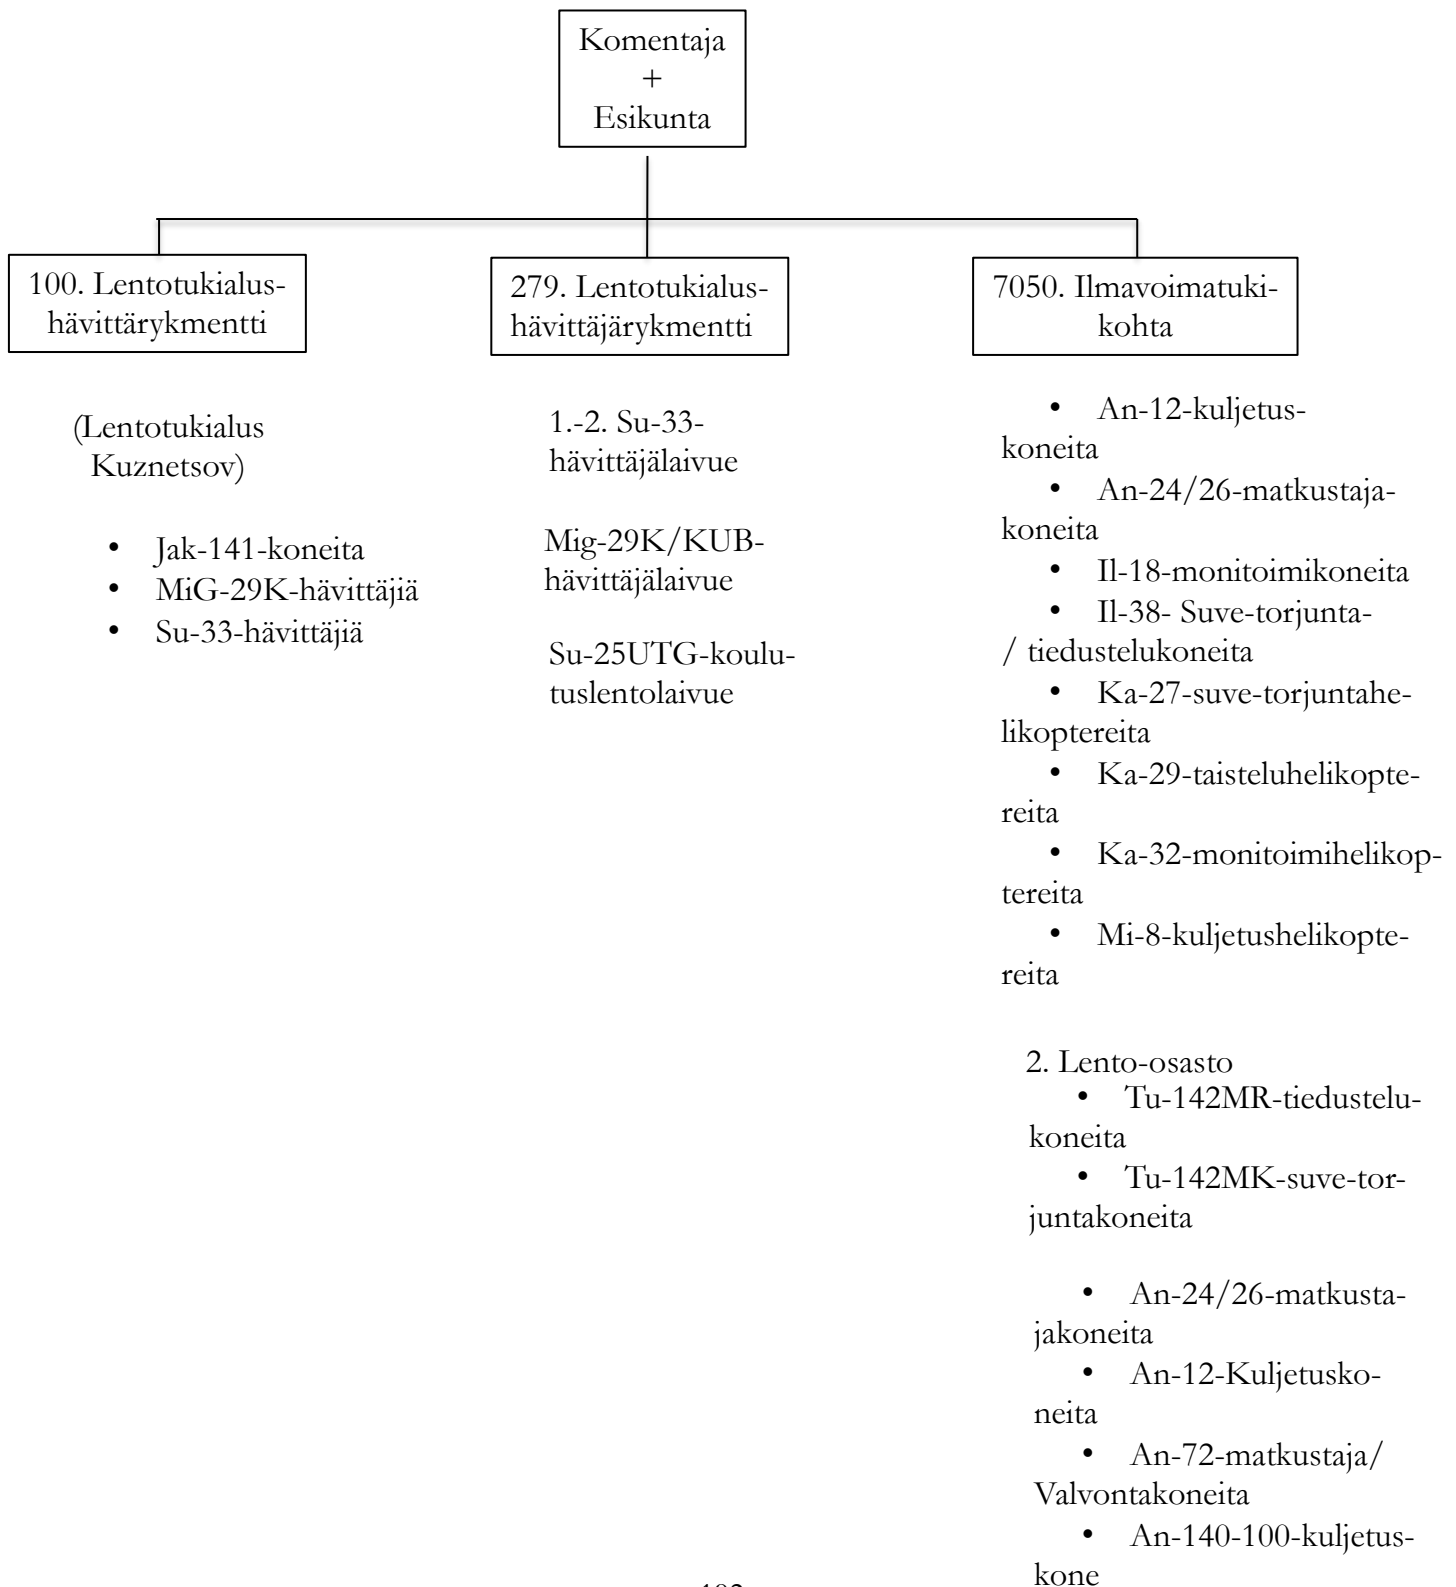 Komentaja
+
Esikunta
100. Lentotukialus-
hävittärykmentti
(Lentotukialus
Kuznetsov)
• Jak-141-koneita
• MiG-29K-hävittäjiä
• Su-33-hävittäjiä
279. Lentotukialus-
hävittäjärykmentti
1.-2. Su-33-
hävittäjälaivue
Mig-29K/KUB-
hävittäjälaivue
Su-25UTG-koulu-
tuslentolaivue
7050. Ilmavoimatuki-
kohta
• An-12-kuljetus-
koneita
• An-24/26-matkustaja-
koneita
• Il-18-monitoimikoneita
• Il-38- Suve-torjunta-
/ tiedustelukoneita
• Ka-27-suve-torjuntahe-
likoptereita
• Ka-29-taisteluhelikopte-
reita
• Ka-32-monitoimihelikop-
tereita
• Mi-8-kuljetushelikopte-
reita
2. Lento-osasto
• Tu-142MR-tiedustelu-
koneita
• Tu-142MK-suve-tor-
juntakoneita
• An-24/26-matkusta-
jakoneita
• An-12-Kuljetusko-
neita
• An-72-matkustaja/
Valvontakoneita
• An-140-100-kuljetus-
kone